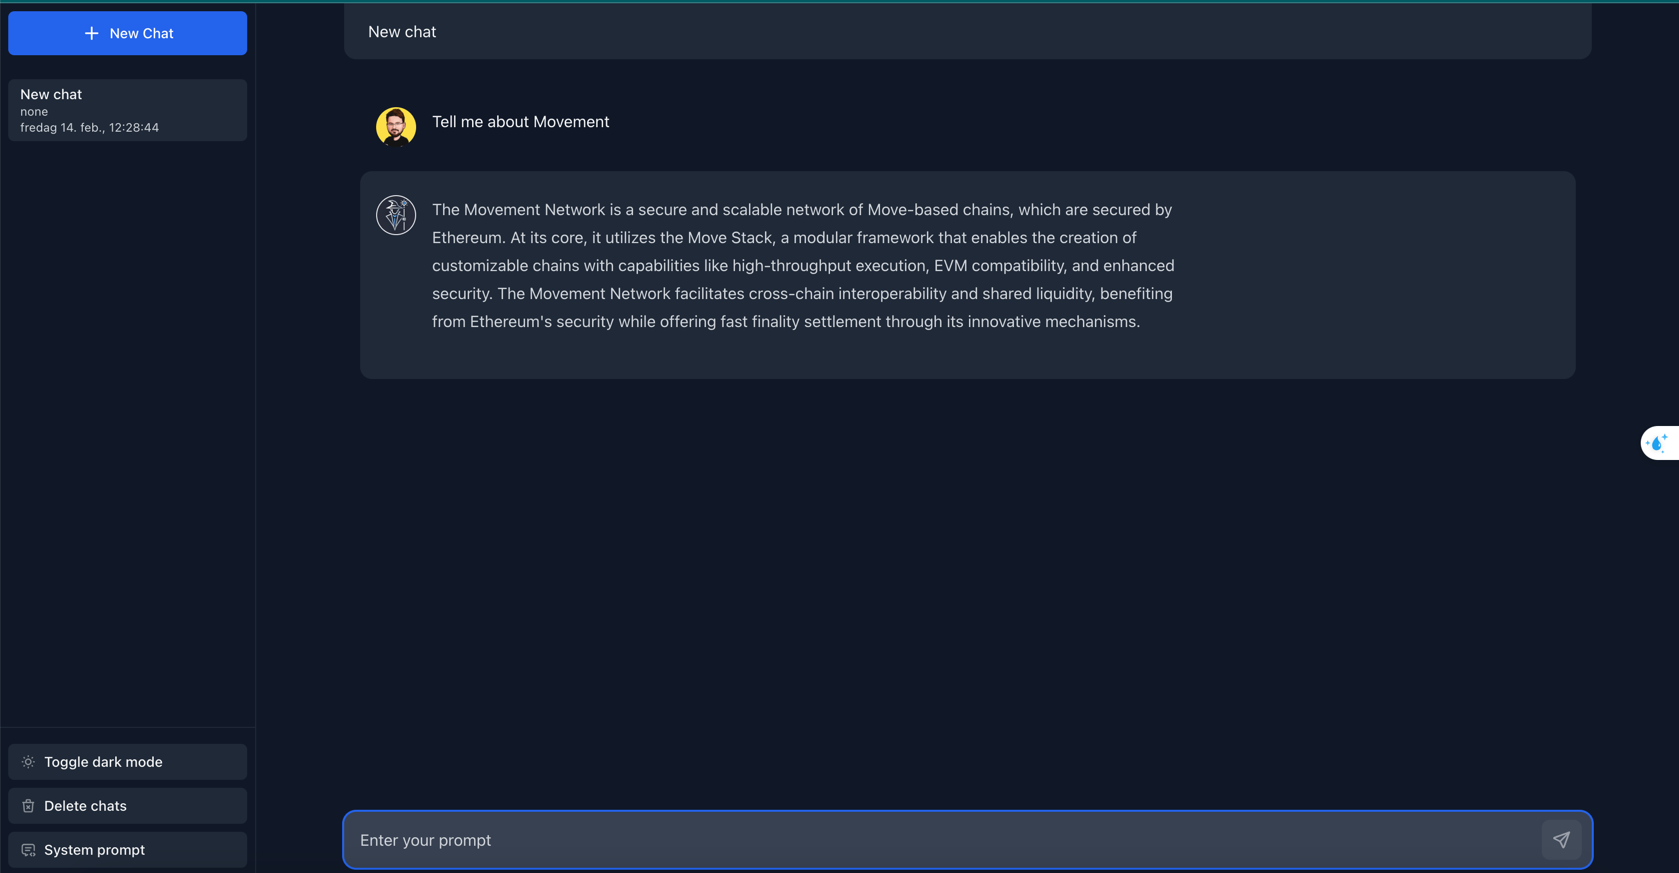 New Chat
New chat
none
fredag 14. feb., 12:28:44
New chat
Tell me about Movement
The Movement Network is a secure and scalable network of Move-based chains, which are secured by
Ethereum. At its core, it utilizes the Move Stack, a modular framework that enables the creation of
customizable chains with capabilities like high-throughput execution, EVM compatibility, and enhanced
security. The Movement Network facilitates cross-chain interoperability and shared liquidity, benefiting
from Ethereum's security while offering fast finality settlement through its innovative mechanisms.
Toggle dark mode
Delete chats
System prompt
Enter your prompt